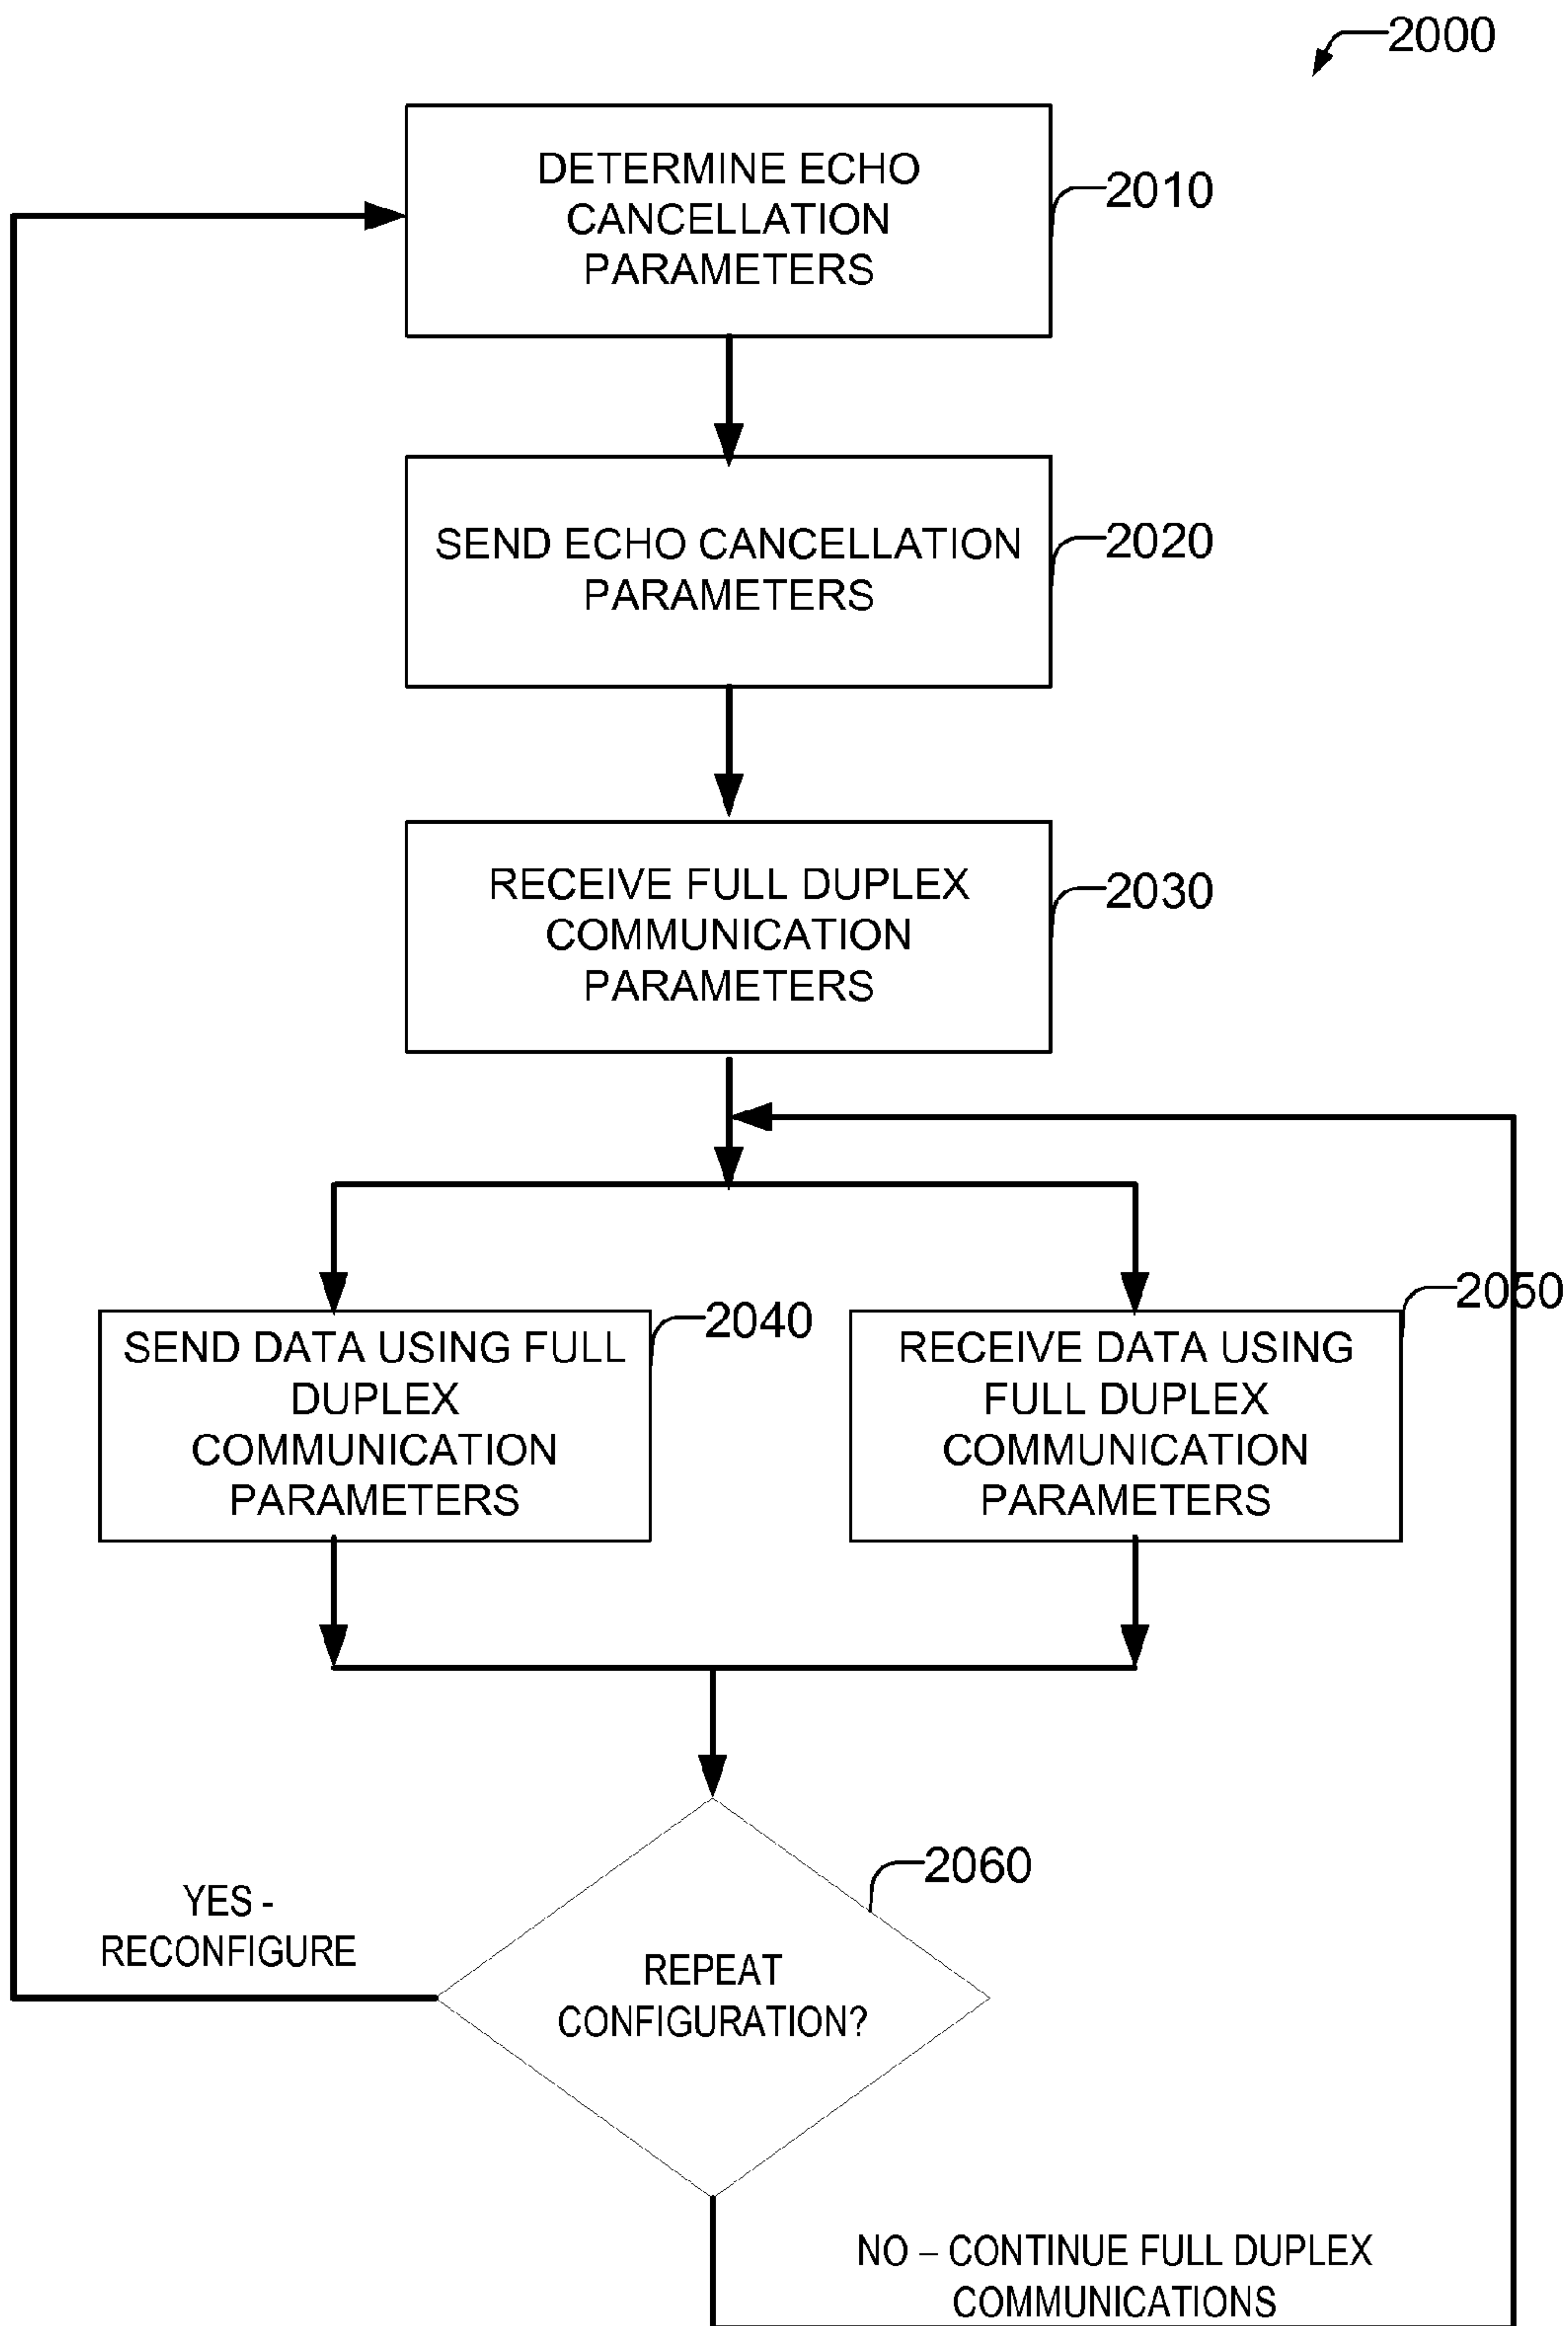 2000
DETERMINE ECHO
CANCELLATION
PARAMETERS
2010
SEND ECHO CANCELLATION
PARAMETERS
2020
RECEIVE FULL DUPLEX
COMMUNICATION
PARAMETERS
2030
SEND DATA USING FULL
DUPLEX
COMMUNICATION
PARAMETERS
2040
RECEIVE DATA USING
FULL DUPLEX
COMMUNICATION
PARAMETERS
2050
REPEAT
CONFIGURATION?
2060
YES -
RECONFIGURE
NO – CONTINUE FULL DUPLEX
COMMUNICATIONS